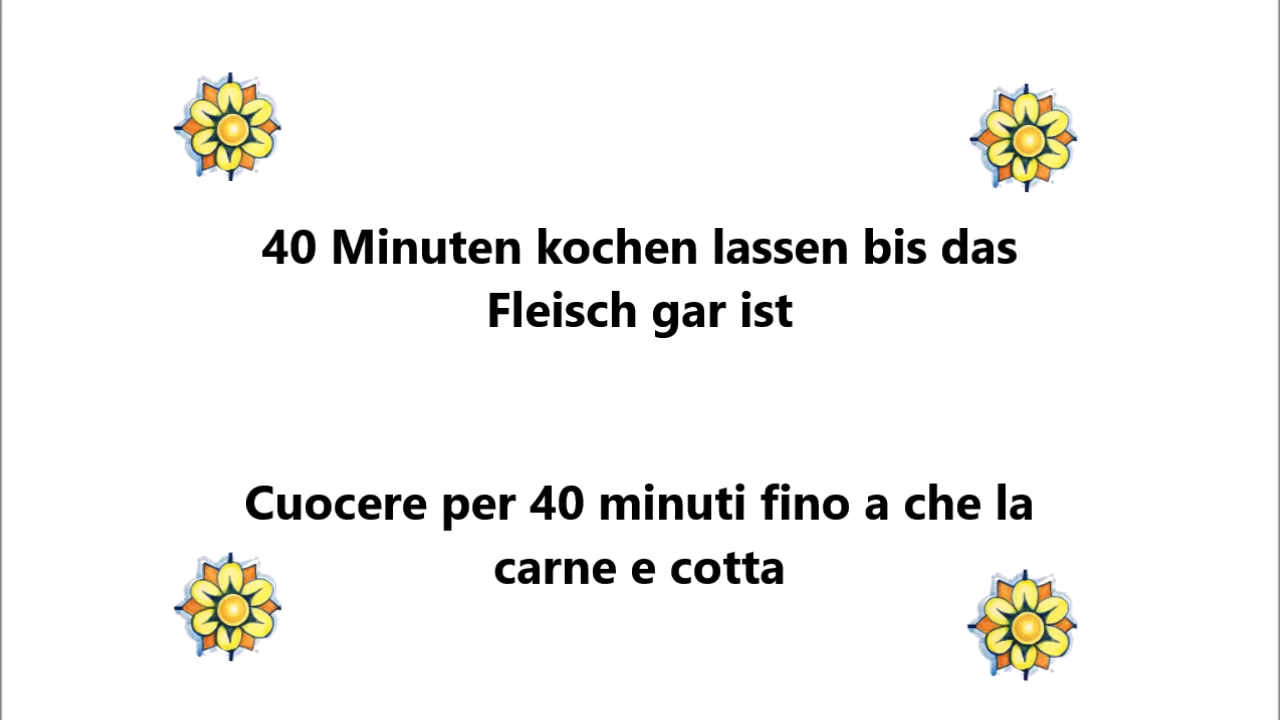 40 Minuten kochen lassen bis das
Fleisch gar ist
Cuocere per 40 minuti fino a che la
carne e cotta